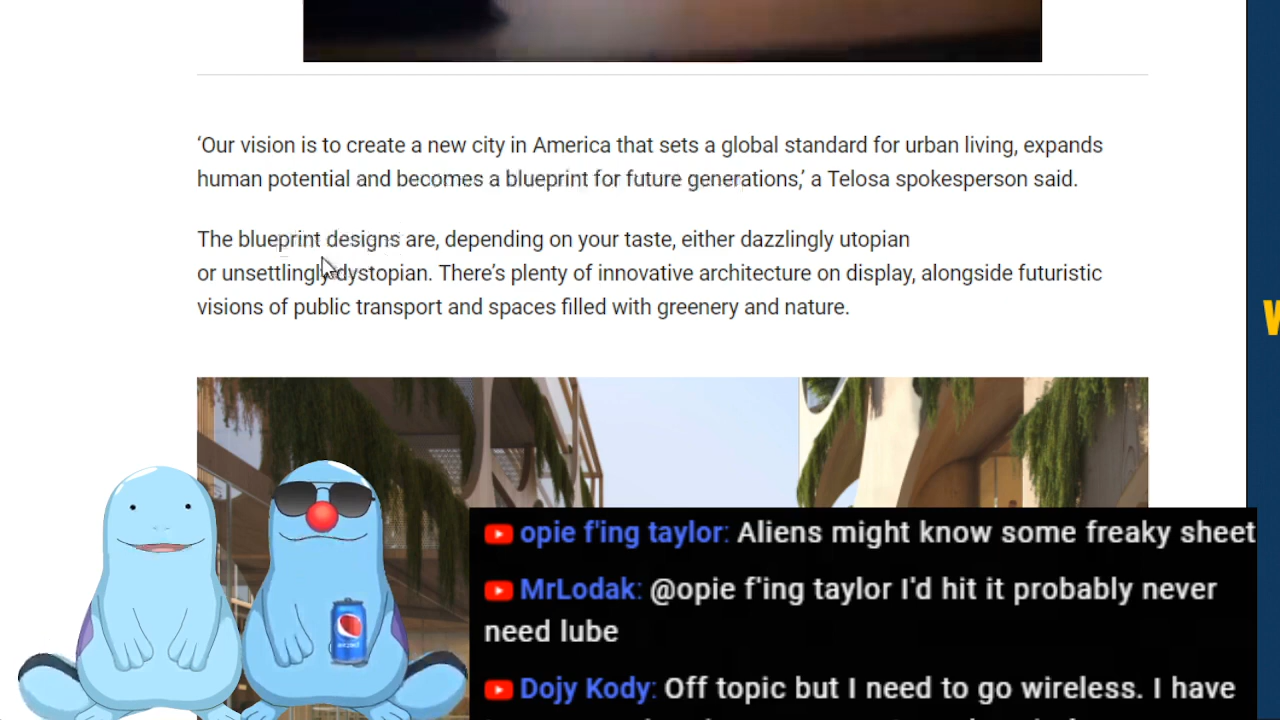 ‘Our vision is to create a new city in America that sets a global standard for urban living, expands
human potential and becomes a blueprint for future generations,’ a Telosa spokesperson said.
The blueprint designs are, depending on your taste, either dazzlingly utopian
or unsettlingly dystopian. There’s plenty of innovative architecture on display, alongside futuristic
visions of public transport and spaces filled with greenery and nature.
opie f'ing taylor: Aliens might know some freaky sheet
MrLodak: @opie f'ing taylor I'd hit it probably never
need lube
Dojy Kody: Off topic but I need to go wireless. I have